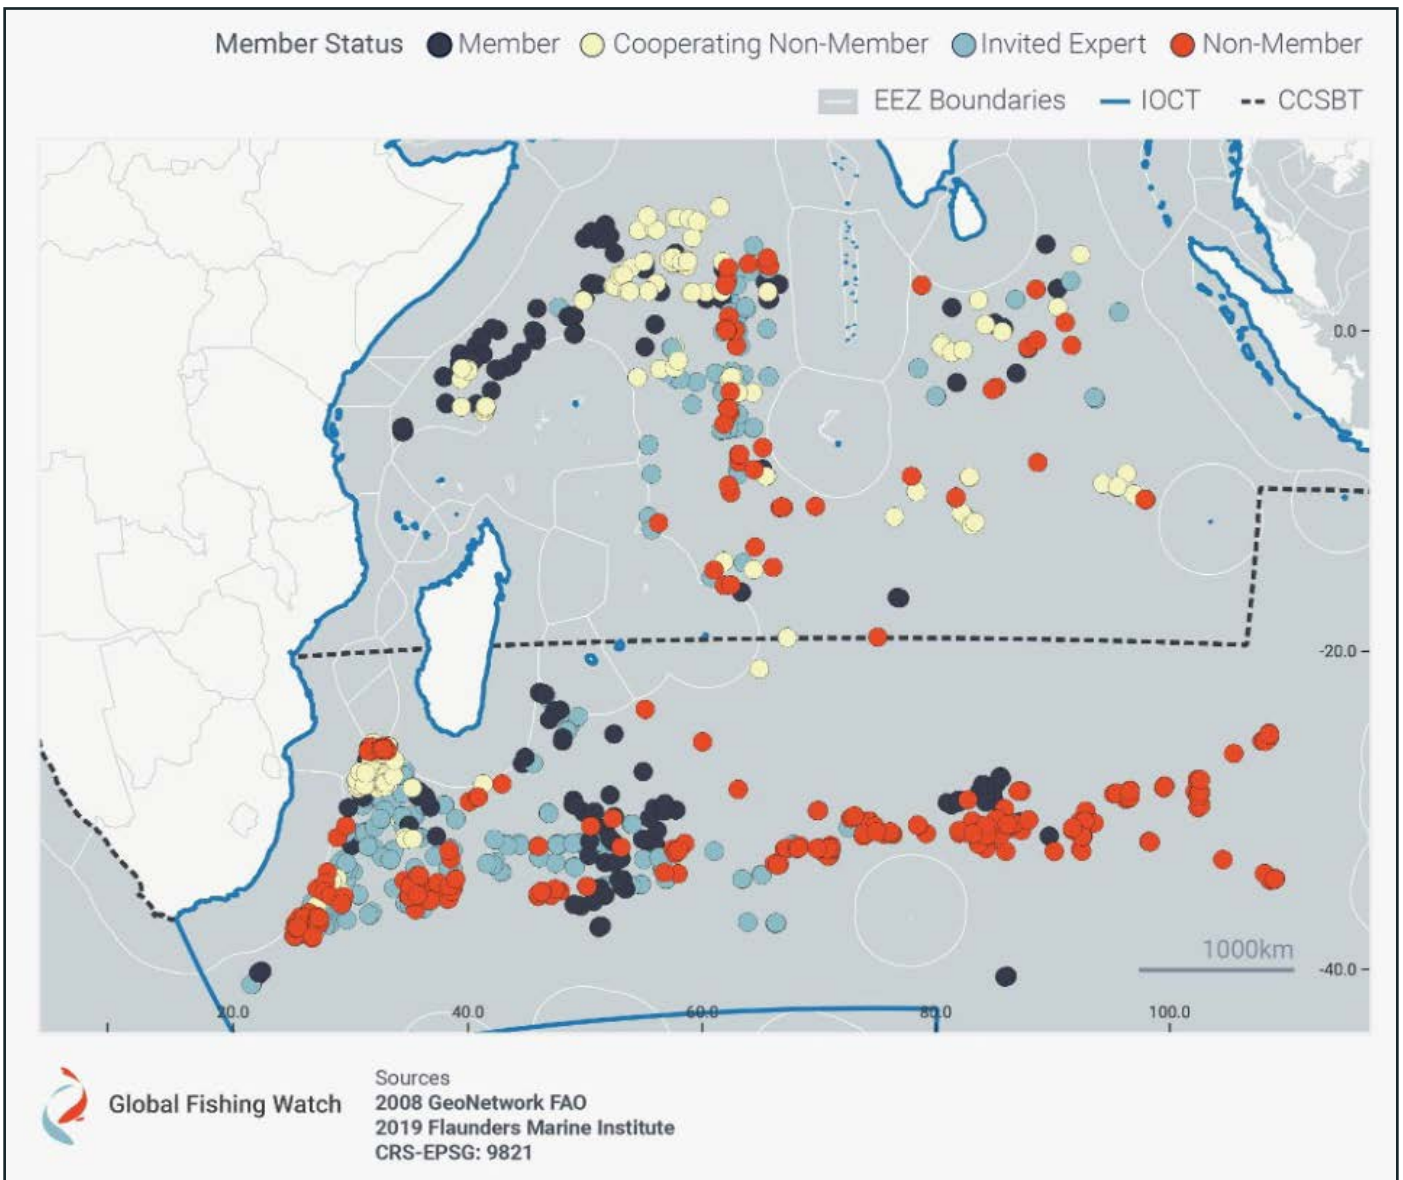 Member Status Member Cooperating Non-Member Invited Expert Non-Member
EEZ Boundaries IOCT CCSBT
0.0
-20.0
1000km
-40.0
20.0 40.0 60.0 80.0 100.0
Global Fishing Watch
Sources
2008 GeoNetwork FAO
2019 Flaunders Marine Institute
CRS-EPSG: 9821